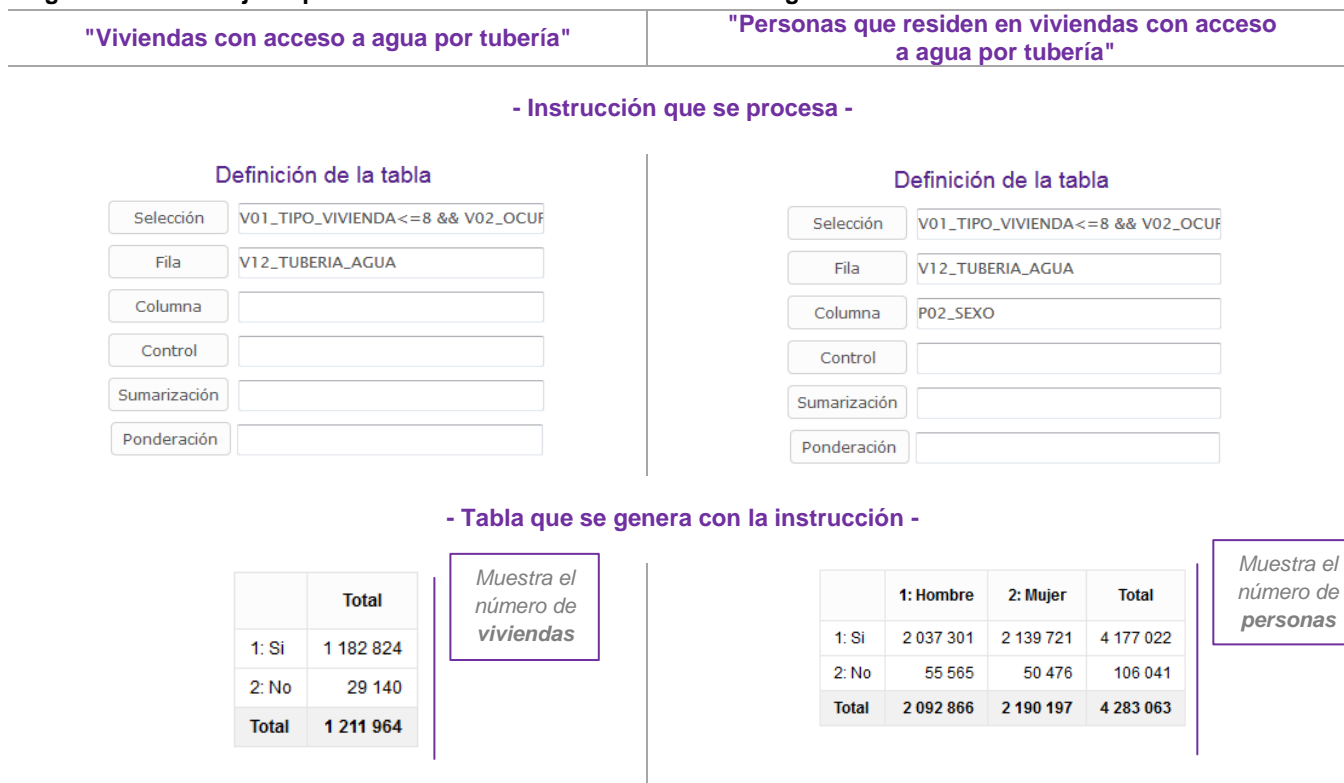 "Viviendas con acceso a agua por tubería"
"Personas que residen en viviendas con acceso
a agua por tubería"
- Instrucción que se procesa -
Definición de la tabla
Selección V01_TIPO_VIVIENDA<=8 && V02_OCUP
Fila V12_TUBERIA_AGUA
Columna
Control
Sumarización
Ponderación
Definición de la tabla
Selección V01_TIPO_VIVIENDA<=8 && V02_OCUP
Fila V12_TUBERIA_AGUA
Columna P02_SEXO
Control
Sumarización
Ponderación
- Tabla que se genera con la instrucción -
Total
1: Si 1 182 824
2: No 29 140
Total 1 211 964
Muestra el
número de
viviendas
1: Hombre 2: Mujer Total
1: Si 2 037 301 2 139 721 4 177 022
2: No 55 565 50 476 106 041
Total 2 092 866 2 190 197 4 283 063
Muestra el
número de
personas